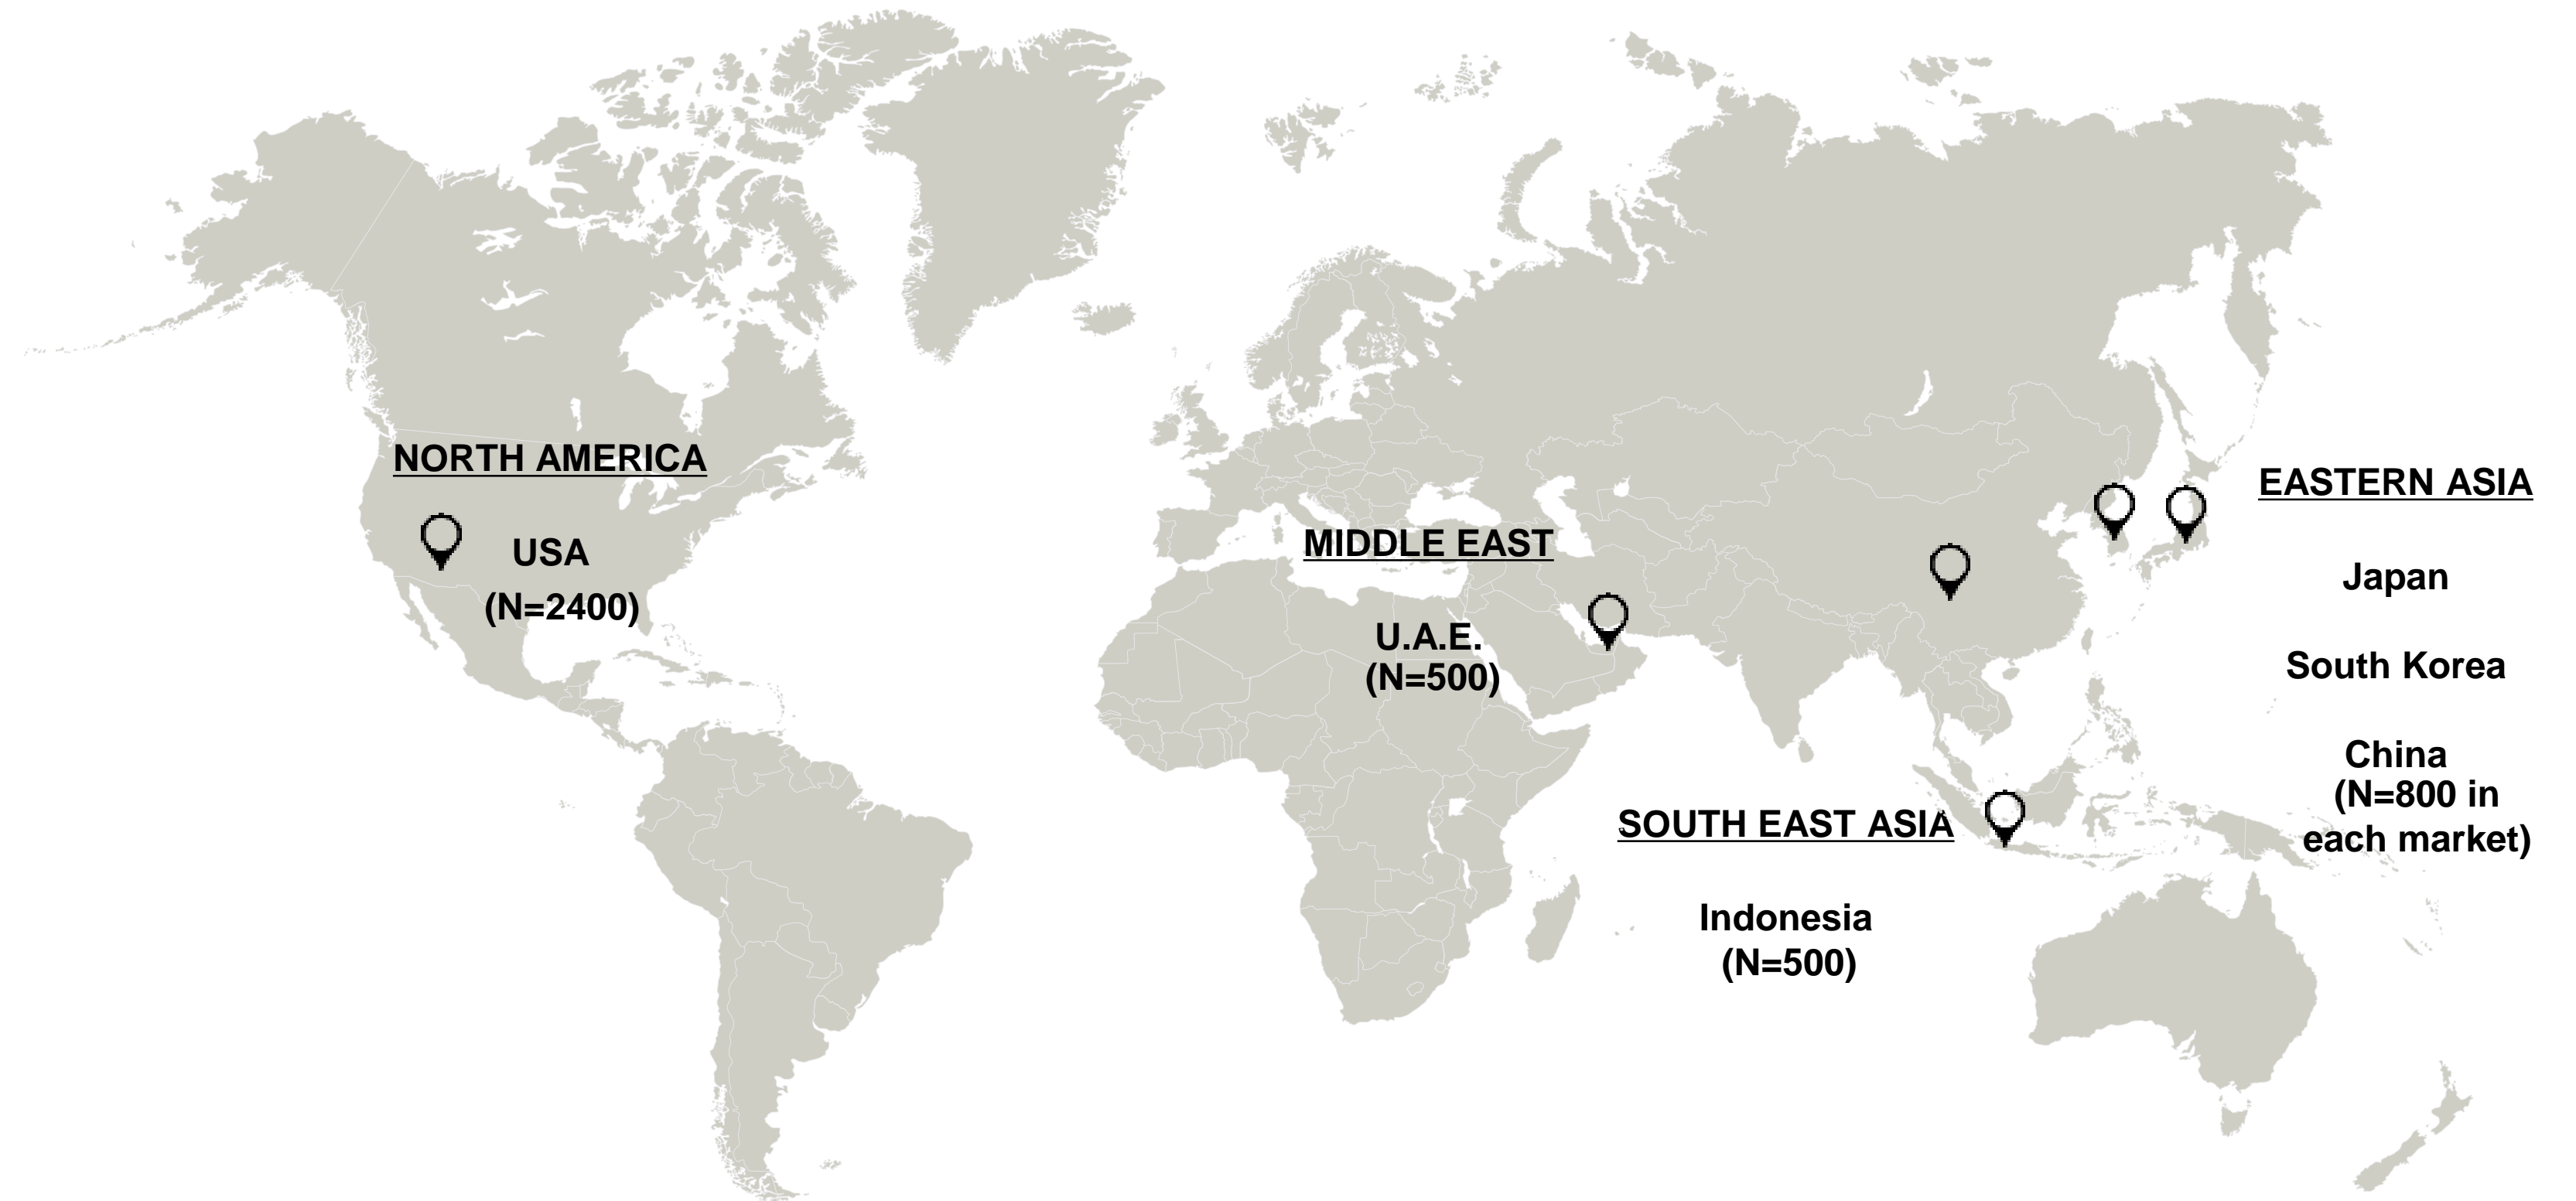 NORTH AMERICA
USA
(N=2400)
MIDDLE EAST
U.A.E.
(N=500)
SOUTH EAST ASIA
Indonesia
(N=500)
EASTERN ASIA
Japan
South Korea
China
(N=800 in
each market)